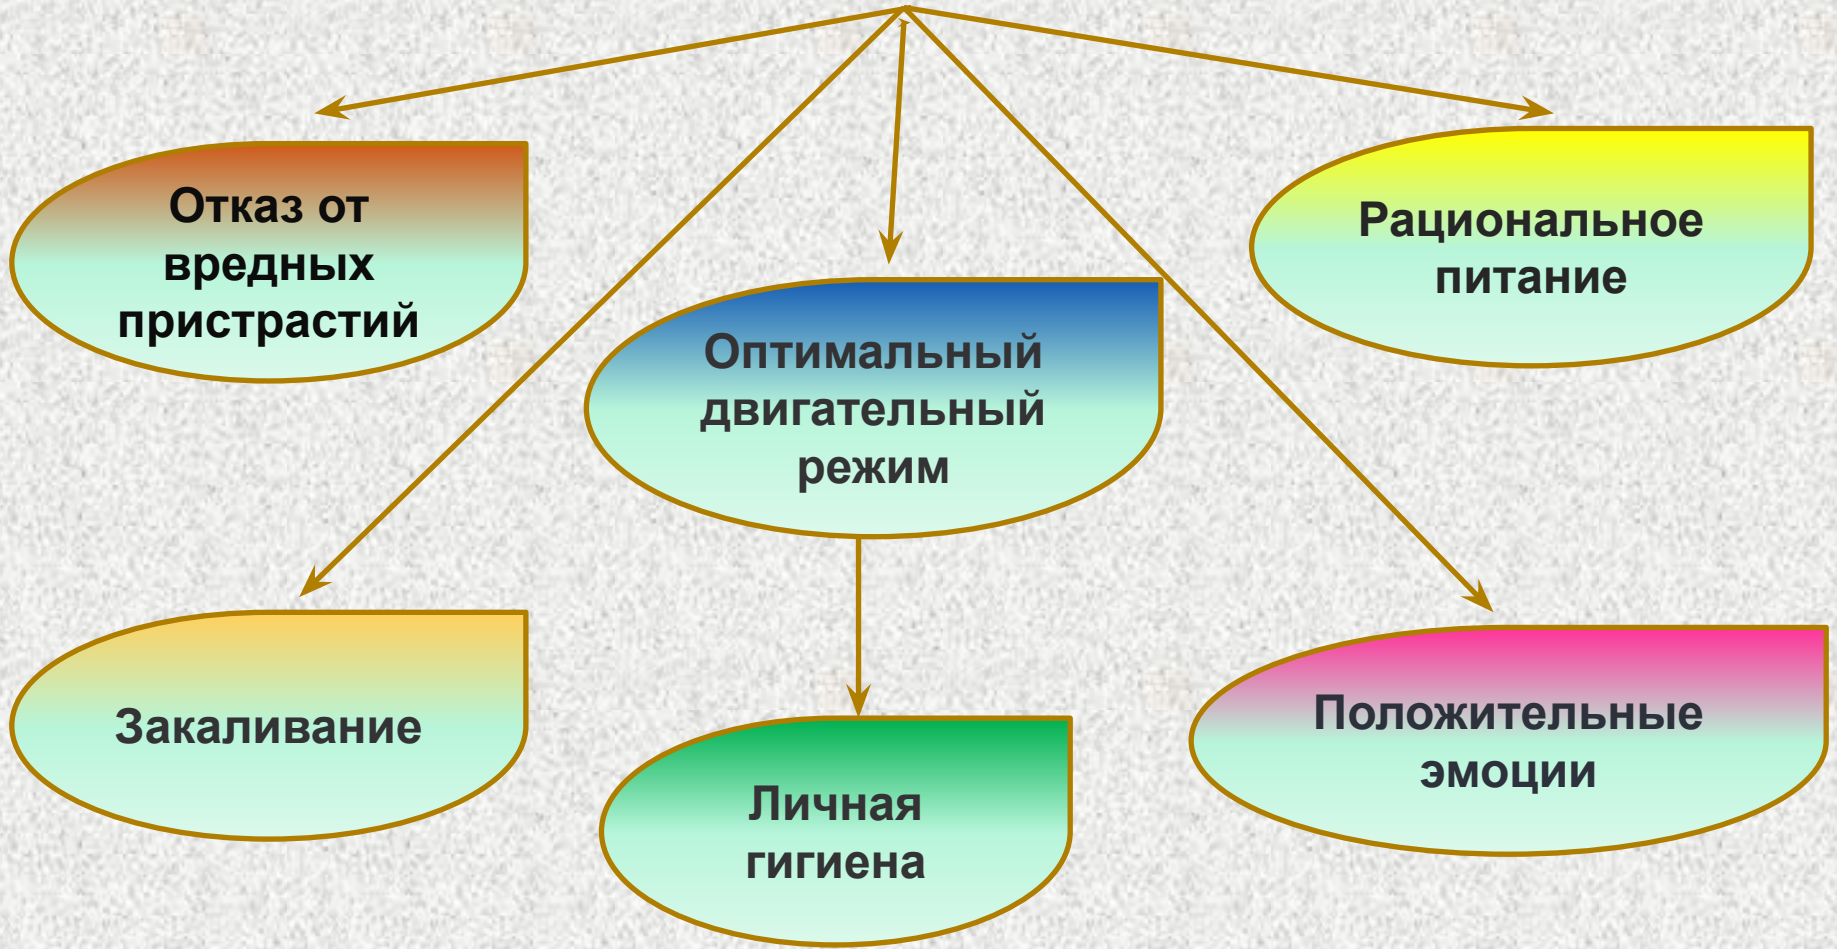 Отказ от
вредных
пристрастий
Рациональное
питание
Оптимальный
двигательный
режим
Закаливание
Личная
гигиена
Положительные
эмоции